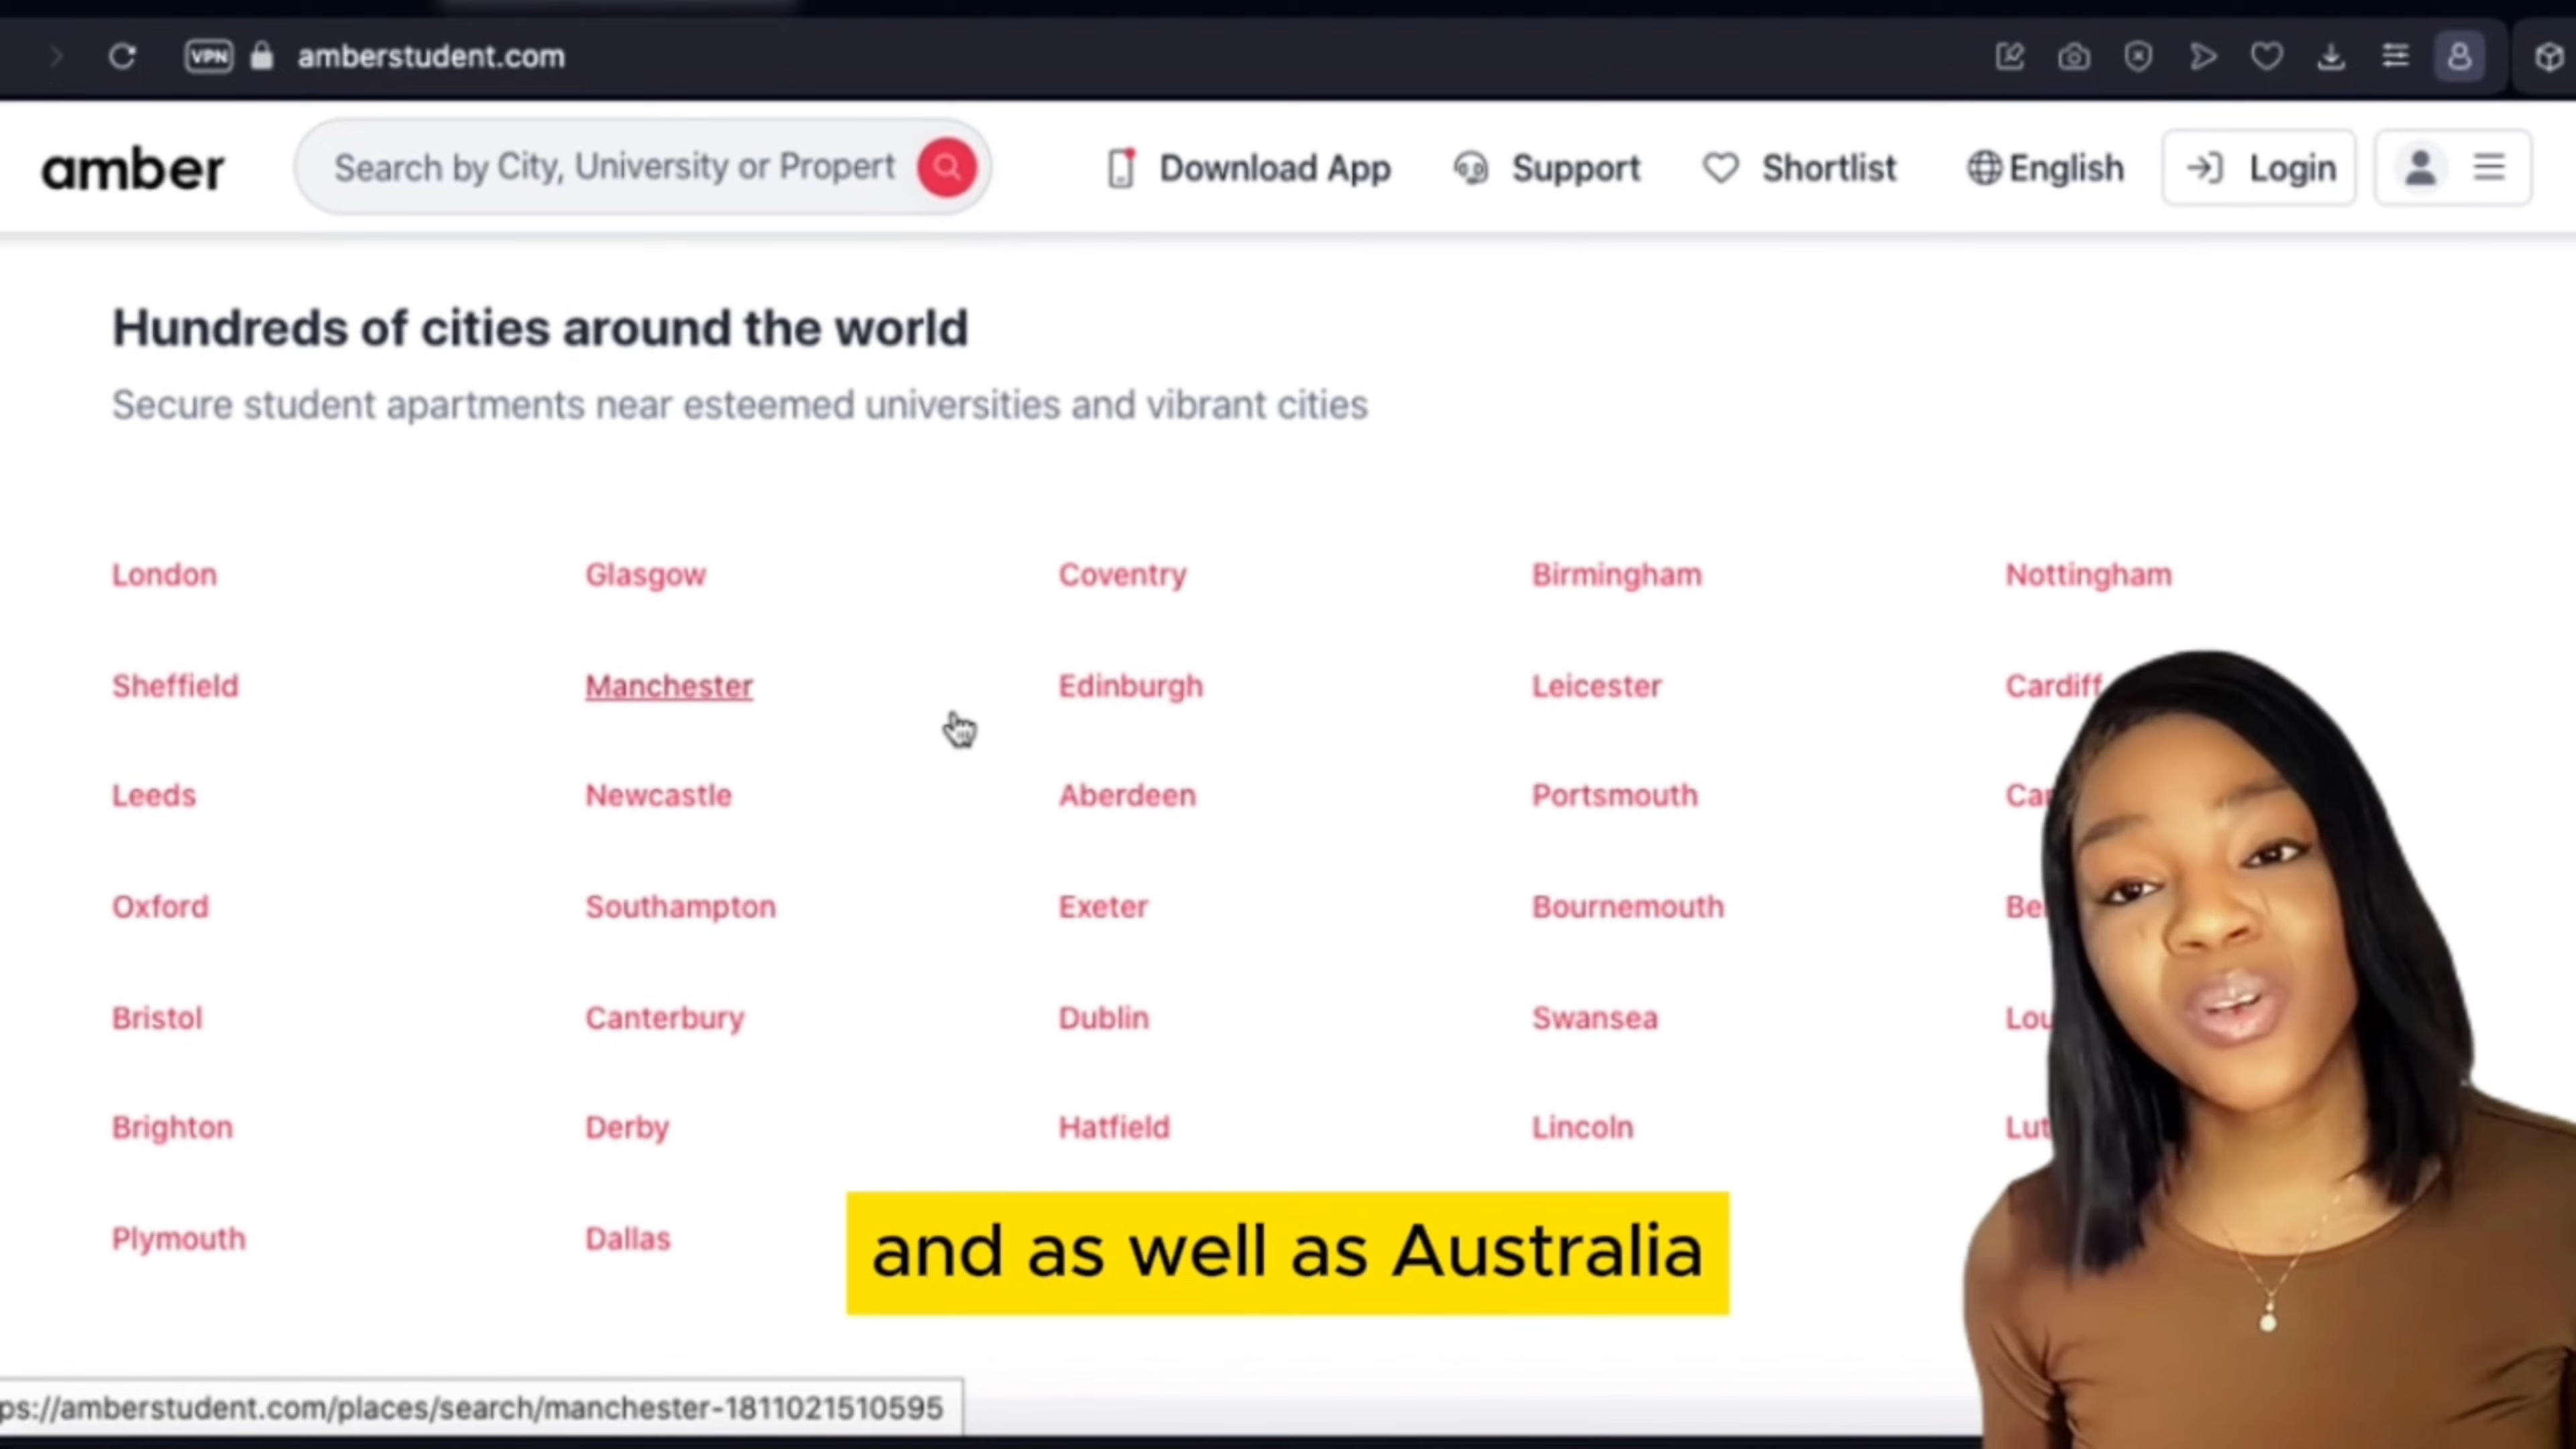 VPN amberstudent.com
amber
Search by City, University or Propert
Download App
Support
Shortlist
English
Login
Hundreds of cities around the world
Secure student apartments near esteemed universities and vibrant cities
London Glasgow Coventry Birmingham Nottingham
Sheffield Manchester Edinburgh Leicester Cardiff
Leeds Newcastle Aberdeen Portsmouth
Oxford Southampton Exeter Bournemouth
Bristol Canterbury Dublin Swansea
Brighton Derby Hatfield Lincoln
Plymouth Dallas
and as well as Australia
ps://amberstudent.com/places/search/manchester-1811021510595